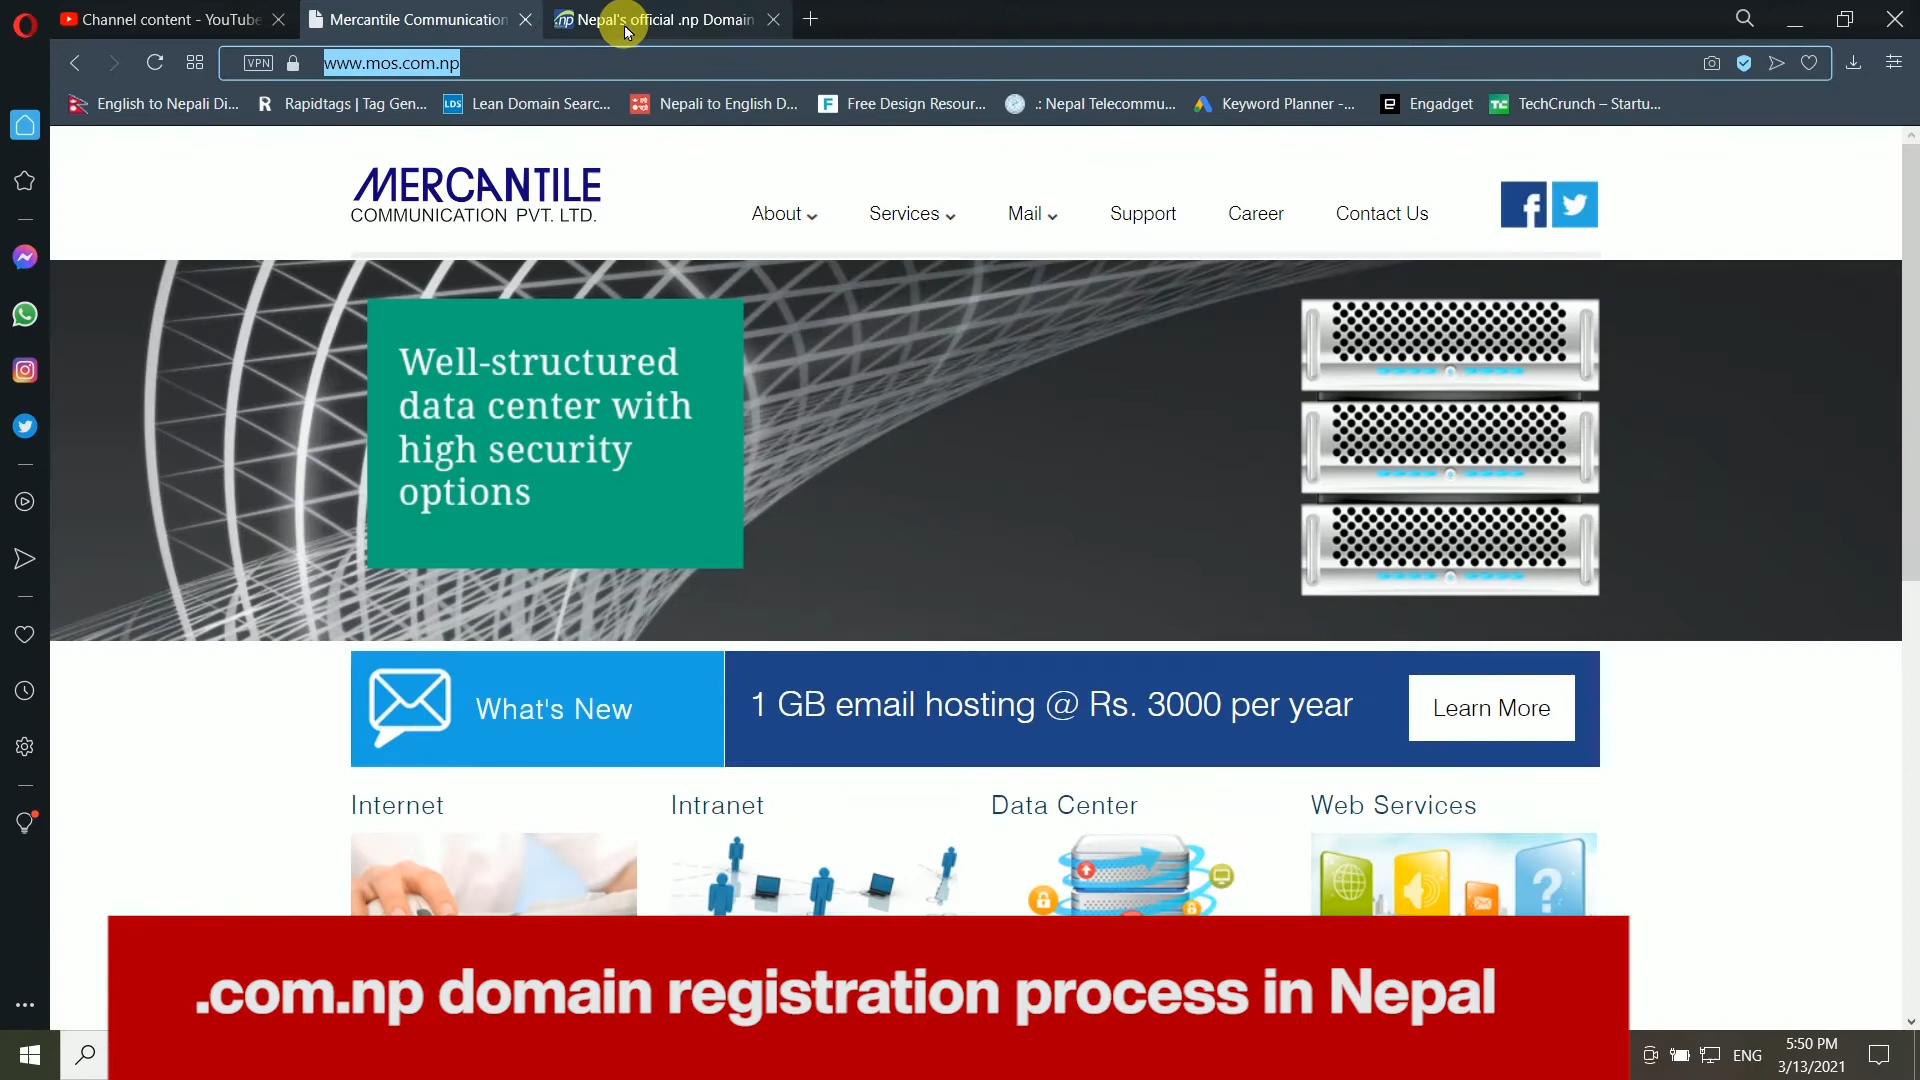 Channel content - YouTube
Mercantile Communication
Nepal's official .np Domain
VPN
www.mos.com.np
English to Nepali Di...
Rapidtags | Tag Gen...
Lean Domain Searc...
Nepali to English D...
Free Design Resour...
.: Nepal Telecommu...
Keyword Planner -...
Engadget
TechCrunch – Startu...
MERCANTILE
COMMUNICATION PVT. LTD.
About
Services
Mail
Support
Career
Contact Us
Well-structured
data center with
high security
options
What's New
1 GB email hosting @ Rs. 3000 per year
Learn More
Internet
Intranet
Data Center
Web Services
.com.np domain registration process in Nepal
ENG
5:50 PM
3/13/2021